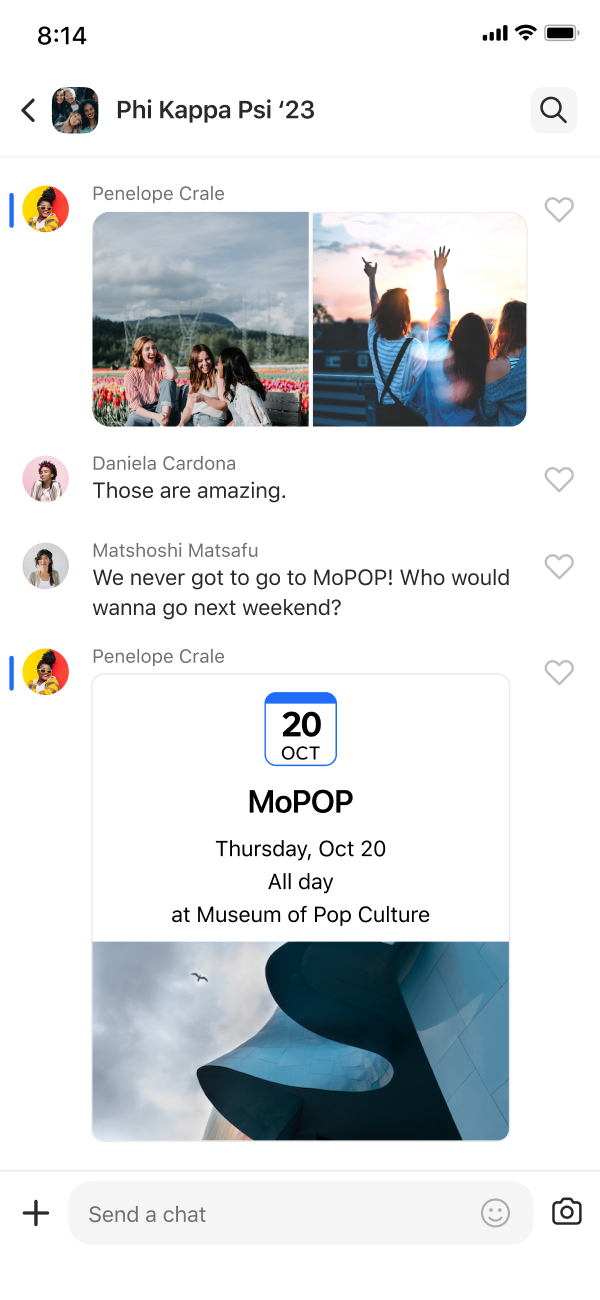 8:14
Phi Kappa Psi ‘23
Penelope Crale
Daniela Cardona
Those are amazing.
Matshoshi Matsafu
We never got to go to MoPOP! Who would
wanna go next weekend?
Penelope Crale
20
OCT
MoPOP
Thursday, Oct 20
All day
at Museum of Pop Culture
Send a chat